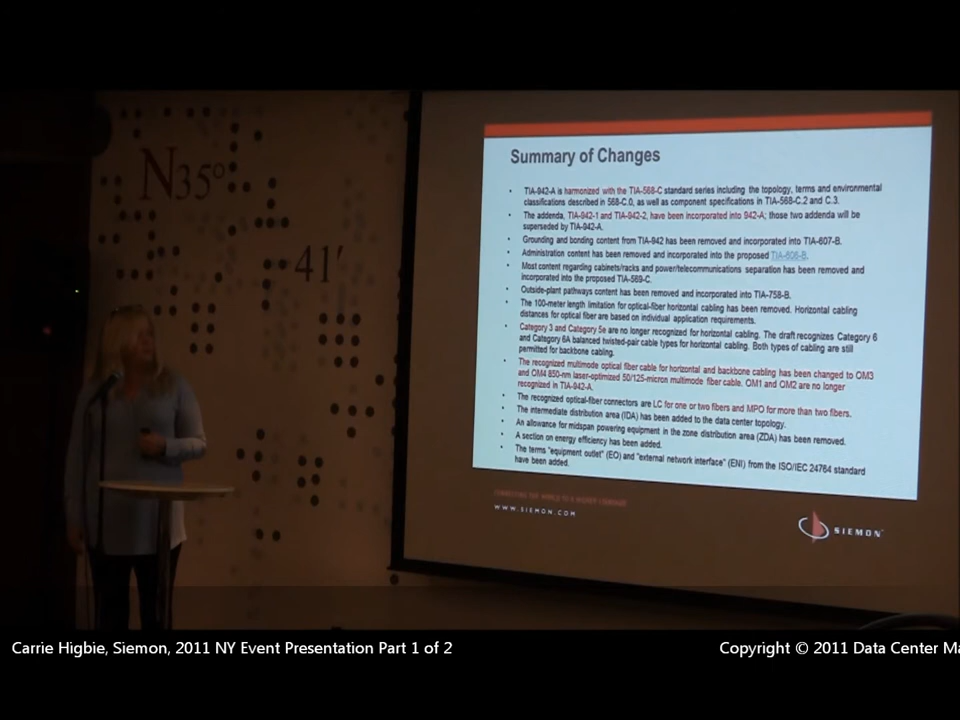 N35°
41'
Summary of Changes
• TIA-942-A is harmonized with the TIA-568-C standard series including the topology, terms and environmental
classifications described in 568-C.0, as well as component specifications in TIA-568-C.2 and C.3.
• The addenda, TIA-942-1 and TIA-942-2, have been incorporated into 942-A; those two addenda will be
superseded by TIA-942-A.
• Grounding and bonding content from TIA-942 has been removed and incorporated into TIA-607-B.
• Administration content has been removed and incorporated into the proposed TIA-606-B.
• Most content regarding cabinets/racks and power/telecommunications separation has been removed and
incorporated into the proposed TIA-569-C.
• Outside-plant pathways content has been removed and incorporated into TIA-758-B.
• The 100-meter length limitation for optical-fiber horizontal cabling has been removed. Horizontal cabling
distances for optical fiber are based on individual application requirements.
• Category 3 and Category 5e are no longer recognized for horizontal cabling. The draft recognizes Category 6
and Category 6A balanced twisted-pair cable types for horizontal cabling. Both types of cabling are still
permitted for backbone cabling.
• The recognized multimode optical fiber cable for horizontal and backbone cabling has been changed to OM3
and OM4 850-nm laser-optimized 50/125-micron multimode fiber cable. OM1 and OM2 are no longer
recognized in TIA-942-A.
• The recognized optical-fiber connectors are LC for one or two fibers and MPO for more than two fibers.
• The intermediate distribution area (IDA) has been added to the data center topology.
• An allowance for midspan powering equipment in the zone distribution area (ZDA) has been removed.
• A section on energy efficiency has been added.
• The terms "equipment outlet" (EO) and "external network interface" (ENI) from the ISO/IEC 24764 standard
have been added.
WWW.SIEMON.COM
SIEMON
Carrie Higbie, Siemon, 2011 NY Event Presentation Part 1 of 2
Copyright © 2011 Data Center Ma